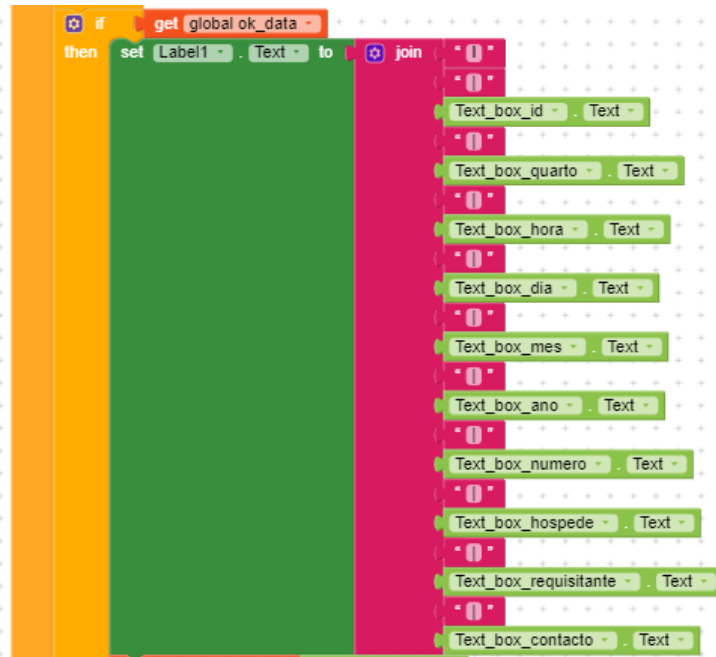 if get global ok_data
then set Label1 . Text to join " | "
" | "
Text_box_id . Text
" | "
Text_box_quarto . Text
" | "
Text_box_hora . Text
" | "
Text_box_dia . Text
" | "
Text_box_mes . Text
" | "
Text_box_ano . Text
" | "
Text_box_numero . Text
" | "
Text_box_hospede . Text
" | "
Text_box_requisitante . Text
" | "
Text_box_contacto . Text